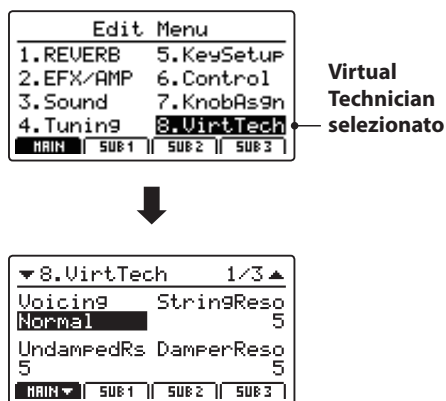 Edit Menu
1.REVERB 5.KeySetup
2.EFX/AMP 6.Control
3.Sound 7.KnobAsgn
4.Tuning 8.VirtTech
MAIN SUB1 SUB2 SUB3
Virtual
Technician
selezionato
▼8.VirtTech 1/3▲
Voicing StringReso
Normal 5
UndampedRs DamperReso
5 5
MAIN▼ SUB1 SUB2 SUB3